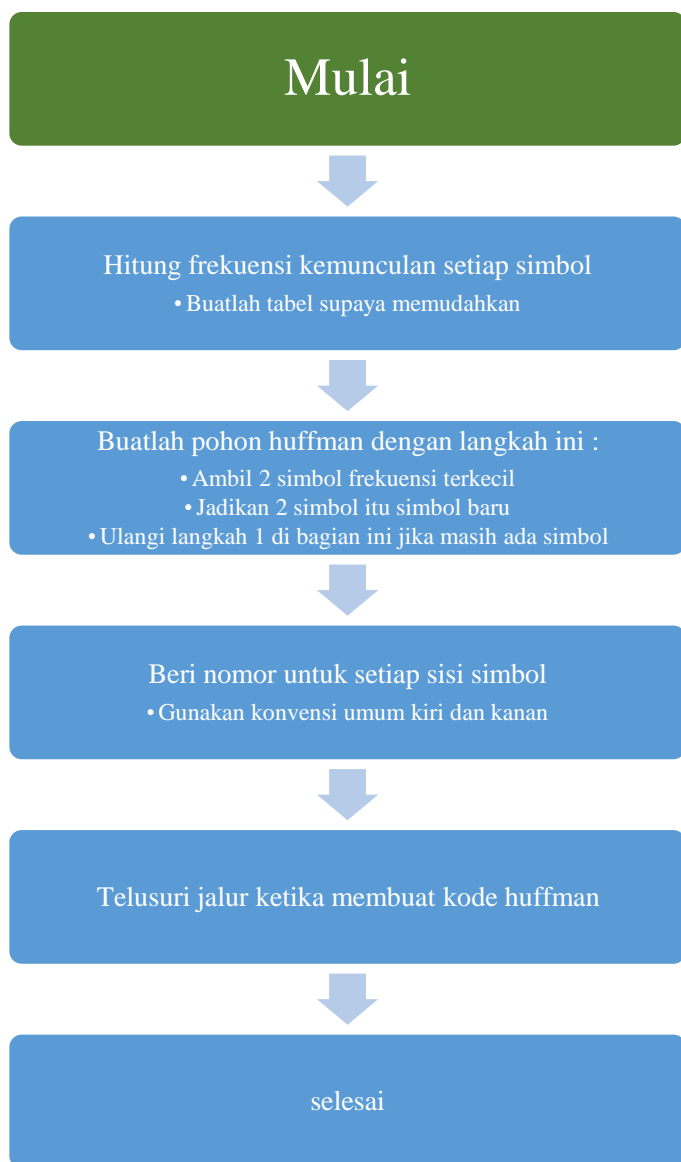 Mulai
Hitung frekuensi kemunculan setiap simbol
• Buatlah tabel supaya memudahkan
Buatlah pohon huffman dengan langkah ini :
• Ambil 2 simbol frekuensi terkecil
• Jadikan 2 simbol itu simbol baru
• Ulangi langkah 1 di bagian ini jika masih ada simbol
Beri nomor untuk setiap sisi simbol
• Gunakan konvensi umum kiri dan kanan
Telusuri jalur ketika membuat kode huffman
selesai